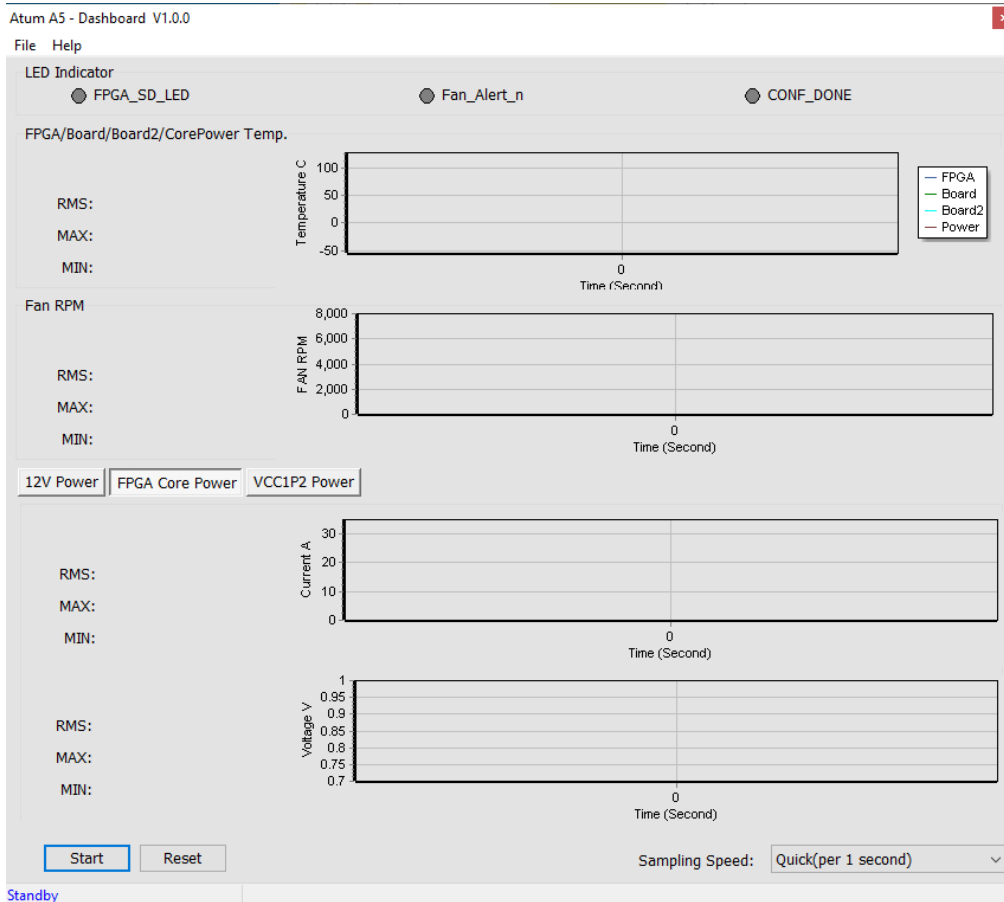 Atum A5 - Dashboard V1.0.0
File Help
LED Indicator
FPGA_SD_LED Fan_Alert_n CONF_DONE
FPGA/Board/Board2/CorePower Temp.
RMS:
MAX:
MIN:
Temperature C
100
50
0
-50
0
Time (Second)
FPGA
Board
Board2
Power
Fan RPM
RMS:
MAX:
MIN:
FAN RPM
8,000
6,000
4,000
2,000
0
0
Time (Second)
12V Power FPGA Core Power VCC1P2 Power
RMS:
MAX:
MIN:
Current A
30
20
10
0
0
Time (Second)
RMS:
MAX:
MIN:
Voltage V
1
0.95
0.9
0.85
0.8
0.75
0.7
0
Time (Second)
Start Reset Sampling Speed: Quick(per 1 second)
Standby